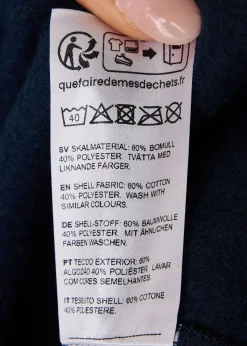 quefairedemesdechets.fr
40
SV SKALMATERIAL: 60% BOMULL
40% POLYESTER. TVÄTTA MED
LIKNANDE FÄRGER.
EN SHELL FABRIC: 60% COTTON
40% POLYESTER. WASH WITH
SIMILAR COLOURS.
DE SHELL-STOFF: 60% BAUMWOLLE
40% POLYESTER. MIT ÄHNLICHEN
FARBEN WASCHEN.
PT TECIDO EXTERIOR: 60%
ALGODÃO 40% POLIÉSTER LAVAR
COM CORES SEMELHANTES.
IT TESSUTO SHELL: 60% COTONE
40% POLIESTERE.